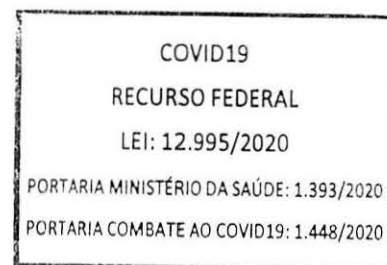 COVID19
RECURSO FEDERAL
LEI: 12.995/2020
PORTARIA MINISTÉRIO DA SAÚDE: 1.393/2020
PORTARIA COMBATE AO COVID19: 1.448/2020